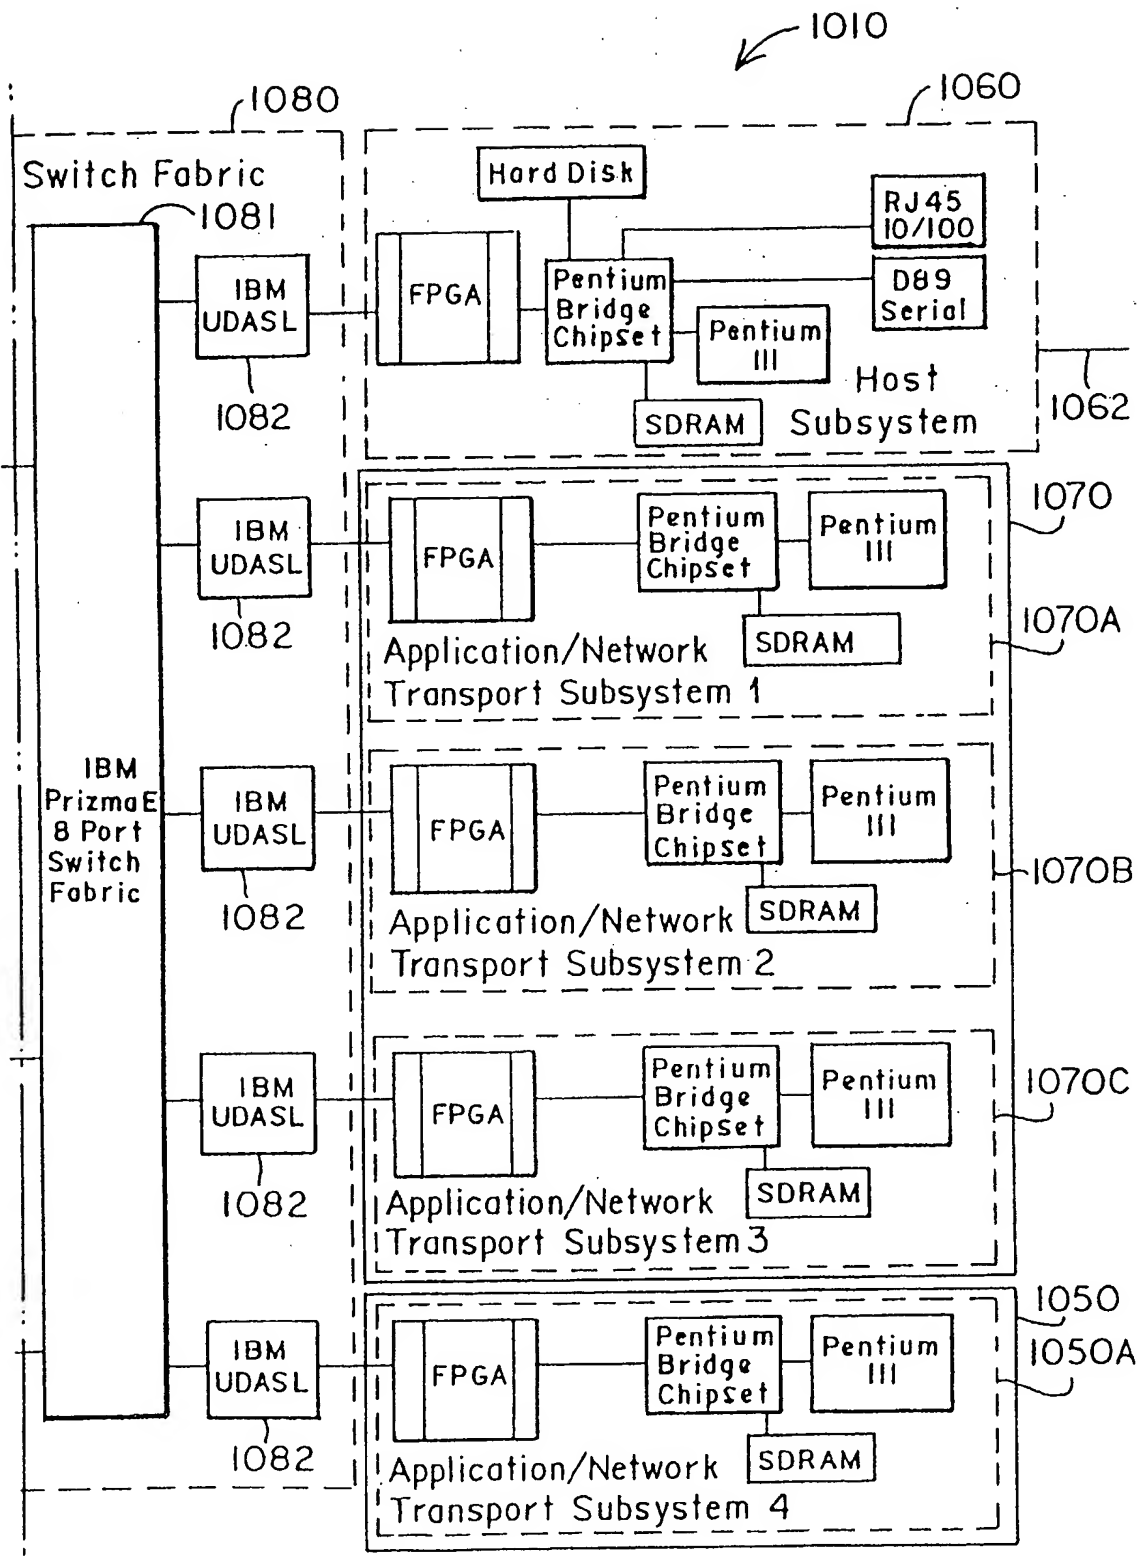 1010
1080
1060
Switch Fabric
1081
Hard Disk
RJ45
10/100
IBM
UDASL
FPGA
Pentium
Bridge
Chipset
D89
Serial
Pentium
III
1082
Host
Subsystem
1062
SDRAM
IBM
UDASL
FPGA
Pentium
Bridge
Chipset
Pentium
III
1070
1082
SDRAM
1070A
Application/Network
Transport Subsystem 1
IBM
PrizmaE
8 Port
Switch
Fabric
IBM
UDASL
FPGA
Pentium
Bridge
Chipset
Pentium
III
1070B
1082
SDRAM
Application/Network
Transport Subsystem 2
IBM
UDASL
FPGA
Pentium
Bridge
Chipset
Pentium
III
1070C
1082
SDRAM
Application/Network
Transport Subsystem 3
1050
IBM
UDASL
FPGA
Pentium
Bridge
Chipset
Pentium
III
1050A
1082
SDRAM
Application/Network
Transport Subsystem 4